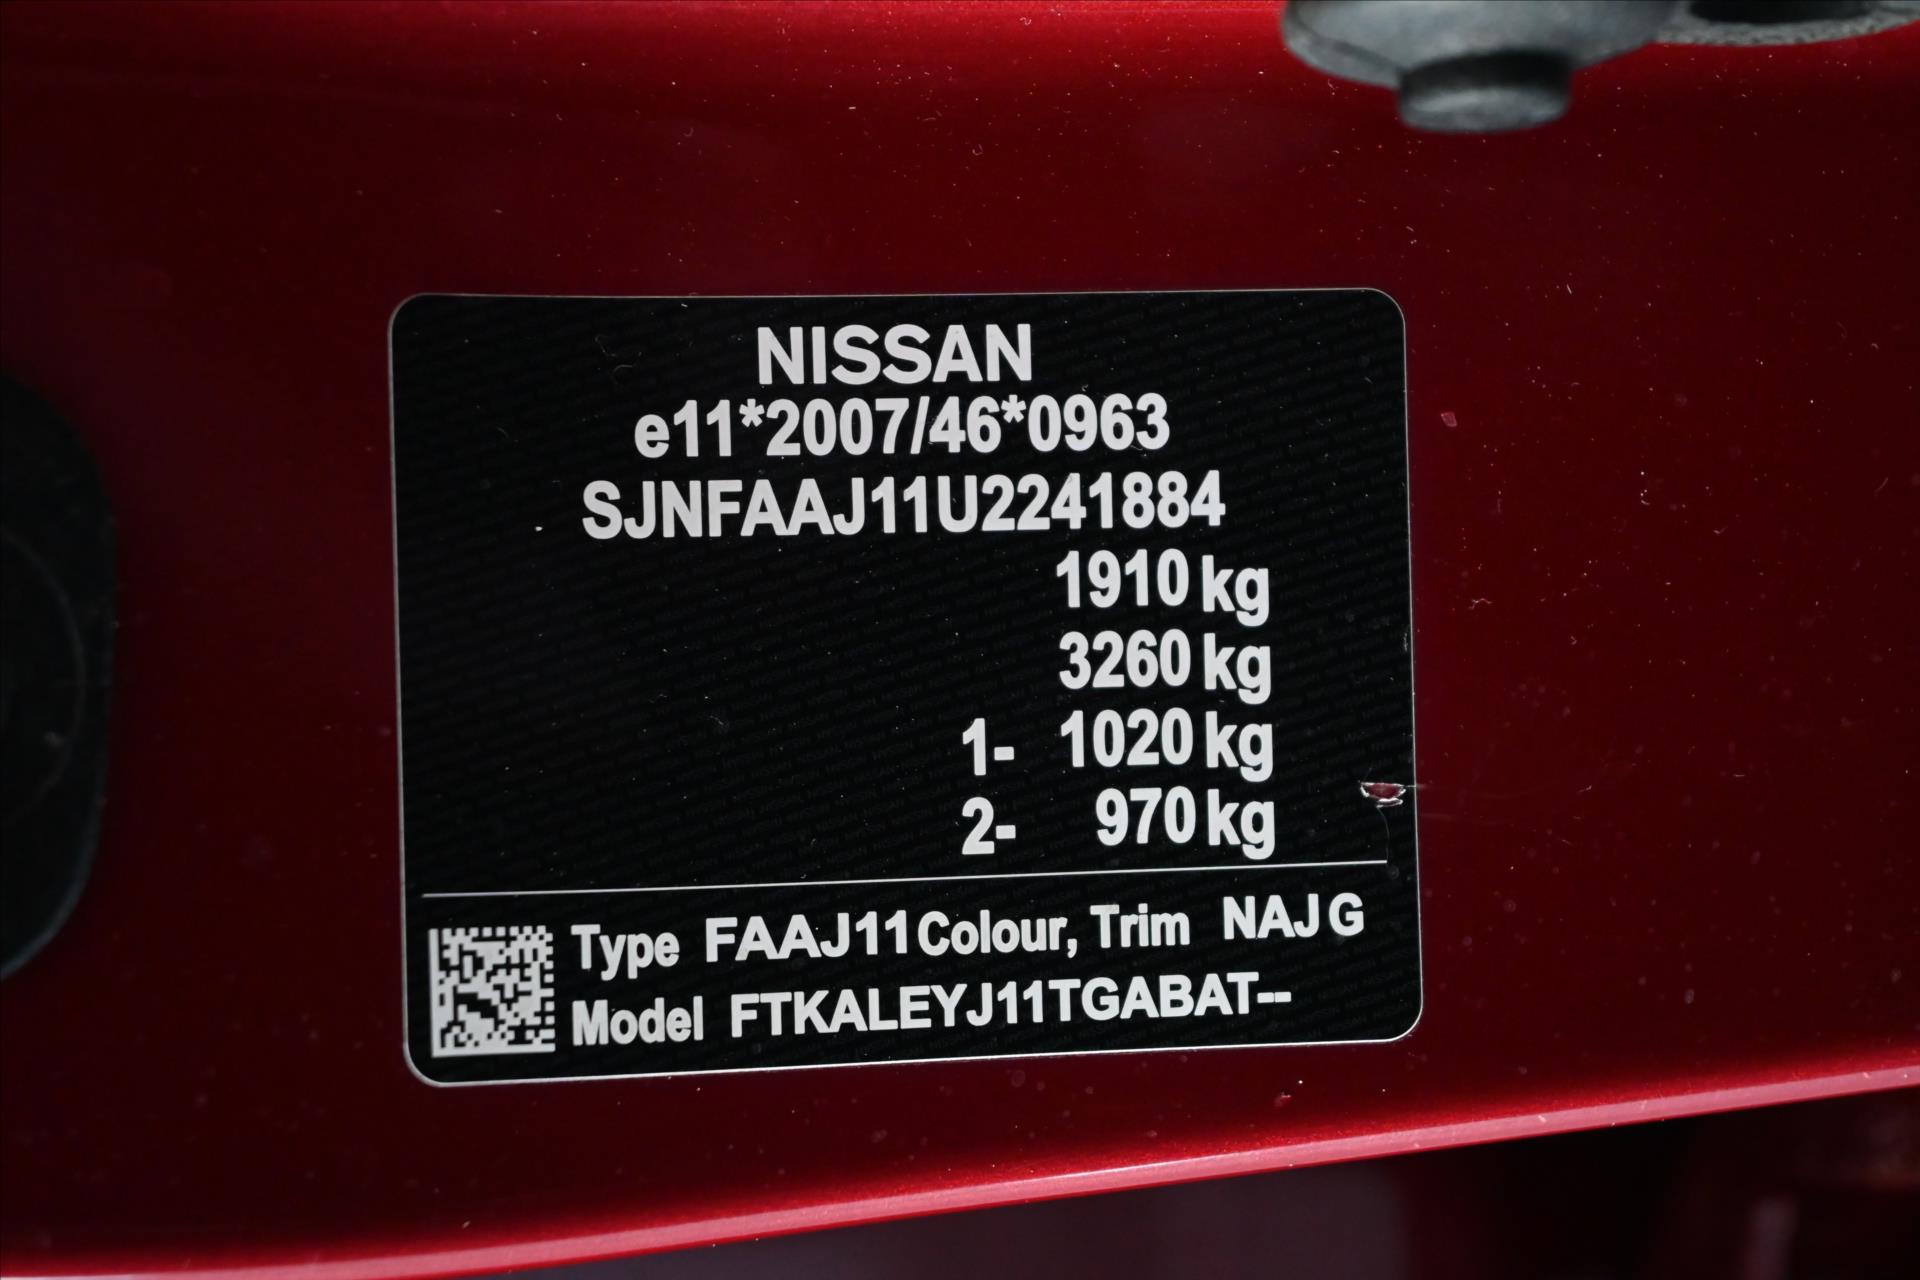 NISSAN
e11*2007/46*0963
SJNFAAJ11U2241884
1910 kg
3260 kg
1- 1020 kg
2- 970 kg
Type FAAJ11 Colour, Trim NAJ G
Model FTKALEYJ11TGABAT--